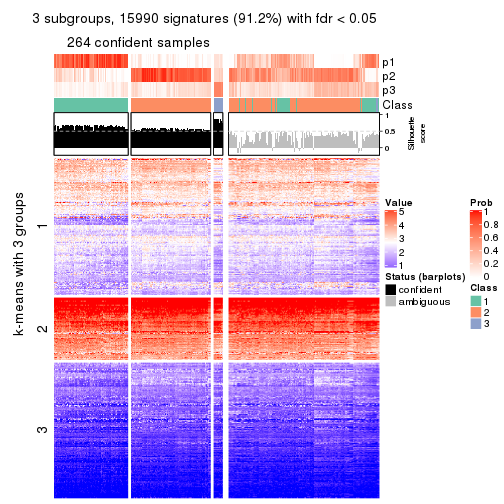 3 subgroups, 15990 signatures (91.2%) with fdr < 0.05
264 confident samples
p1
p2
p3
Class
1
0.5
0
Silhouette
score
k-means with 3 groups
1
2
3
Value
5
4
3
2
1
Status (barplots)
confident
ambiguous
Prob
1
0.8
0.6
0.4
0.2
0
Class
1
2
3